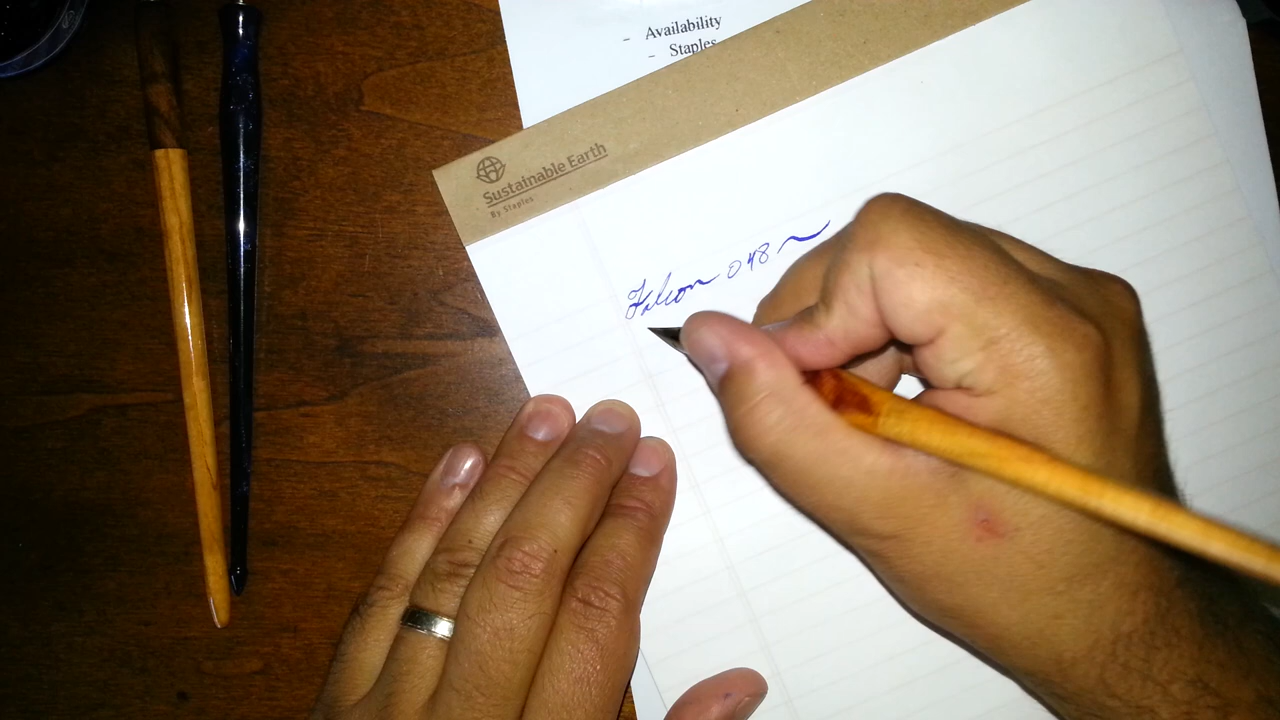 - Availability
- Staples
Sustainable Earth
By Staples
Falcon 048